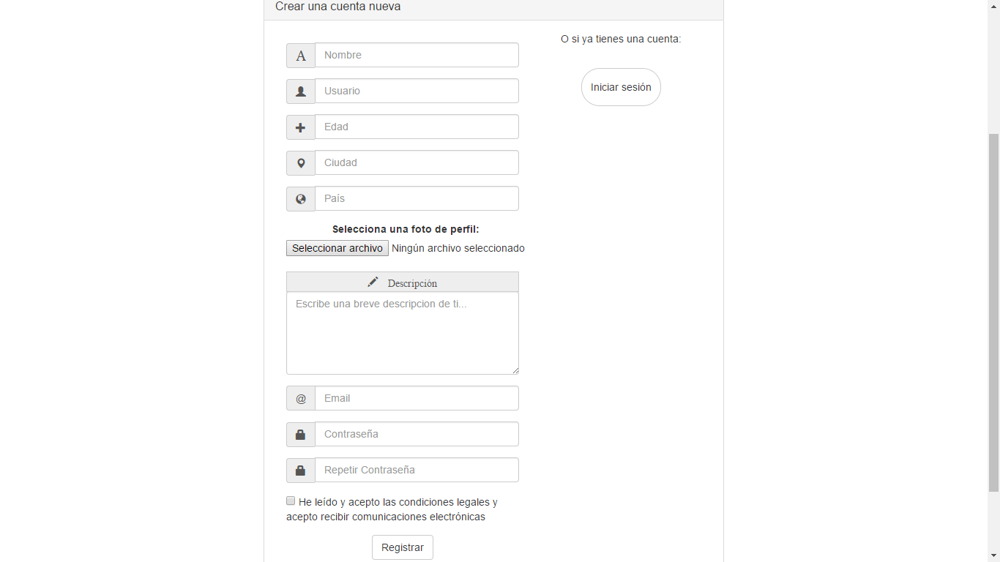 Crear una cuenta nueva
O si ya tienes una cuenta:
Iniciar sesión
A Nombre
Usuario
Edad
Ciudad
País
Selecciona una foto de perfil:
Seleccionar archivo Ningún archivo seleccionado
Descripción
Escribe una breve descripcion de ti...
@ Email
Contraseña
Repetir Contraseña
He leído y acepto las condiciones legales y
acepto recibir comunicaciones electrónicas
Registrar